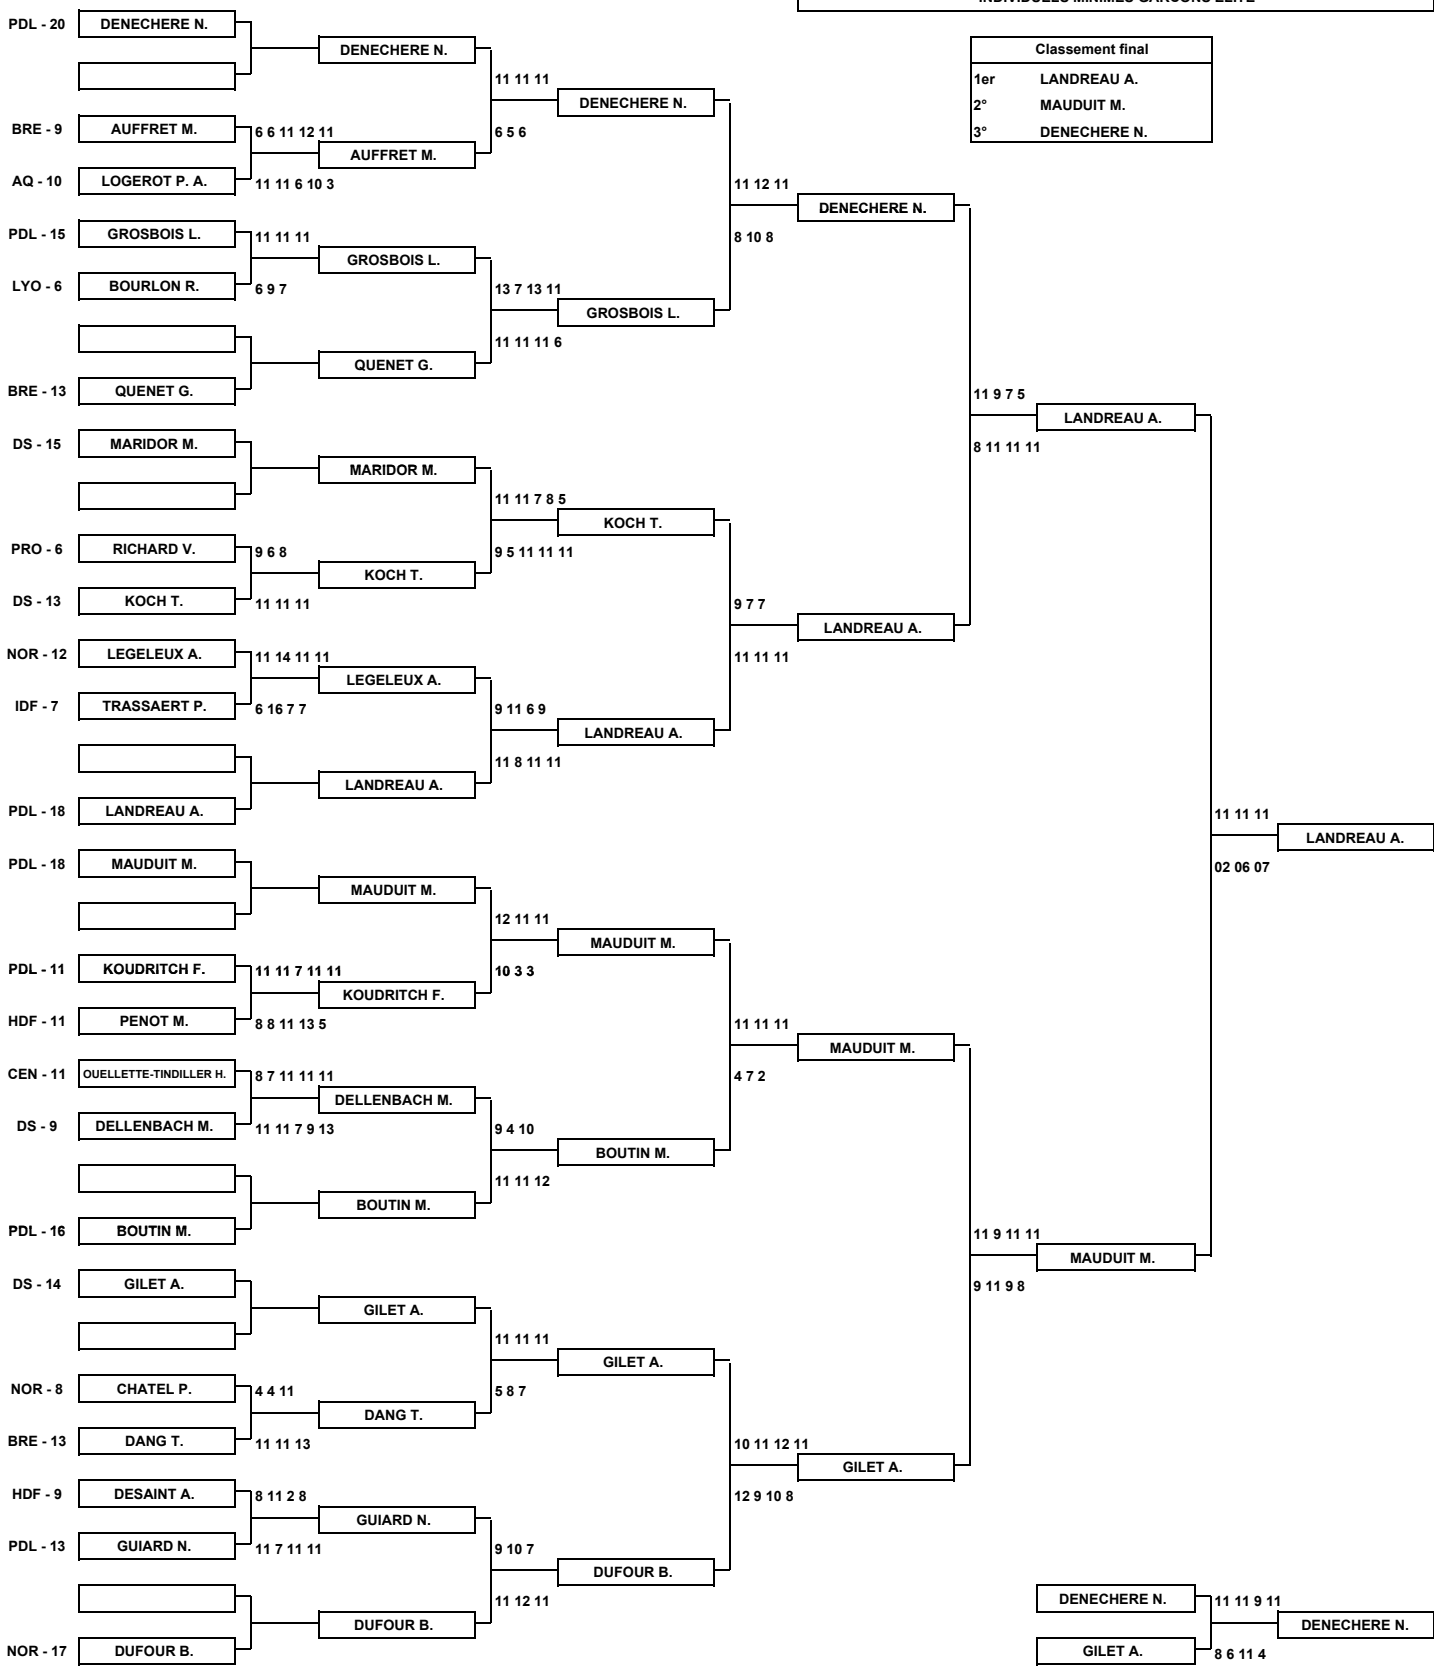 INDIVIDUELS MINIMES GARCONS ELITE
Classement final
1er LANDREAU A.
2° MAUDUIT M.
3° DENECHERE N.
PDL - 20 DENECHERE N.
BRE - 9 AUFFRET M. 6 6 11 12 11
AQ - 10 LOGEROT P. A. 11 11 6 10 3
PDL - 15 GROSBOIS L. 11 11 11
LYO - 6 BOURLON R. 6 9 7
BRE - 13 QUENET G.
DS - 15 MARIDOR M.
PRO - 6 RICHARD V. 9 6 8
DS - 13 KOCH T. 11 11 11
NOR - 12 LEGELEUX A. 11 14 11 11
IDF - 7 TRASSAERT P. 6 16 7 7
PDL - 18 LANDREAU A.
PDL - 18 MAUDUIT M.
PDL - 11 KOUDRITCH F. 11 11 7 11 11
HDF - 11 PENOT M. 8 8 11 13 5
CEN - 11 OUELLETTE-TINDILLER H. 8 7 11 11 11
DS - 9 DELLENBACH M. 11 11 7 9 13
PDL - 16 BOUTIN M.
DS - 14 GILET A.
NOR - 8 CHATEL P. 4 4 11
BRE - 13 DANG T. 11 11 13
HDF - 9 DESAINT A. 8 11 2 8
PDL - 13 GUIARD N. 11 7 11 11
NOR - 17 DUFOUR B.
DENECHERE N. 11 11 11
AUFFRET M. 6 5 6
GROSBOIS L. 13 7 13 11
QUENET G. 11 11 11 6
MARIDOR M. 11 11 7 8 5
KOCH T. 9 5 11 11 11
LEGELEUX A. 9 11 6 9
LANDREAU A. 11 8 11 11
MAUDUIT M. 12 11 11
KOUDRITCH F. 10 3 3
DELLENBACH M. 9 4 10
BOUTIN M. 11 11 12
GILET A. 11 11 11
DANG T. 5 8 7
GUIARD N. 9 10 7
DUFOUR B. 11 12 11
DENECHERE N. 11 12 11
GROSBOIS L. 8 10 8
KOCH T. 9 7 7
LANDREAU A. 11 11 11
MAUDUIT M. 11 11 11
BOUTIN M. 4 7 2
GILET A. 10 11 12 11
DUFOUR B. 12 9 10 8
DENECHERE N. 11 9 7 5
LANDREAU A. 8 11 11 11
MAUDUIT M. 11 9 11 11
GILET A. 9 11 9 8
LANDREAU A. 11 11 11
MAUDUIT M. 02 06 07
LANDREAU A.
DENECHERE N. 11 11 9 11
GILET A. 8 6 11 4
DENECHERE N.